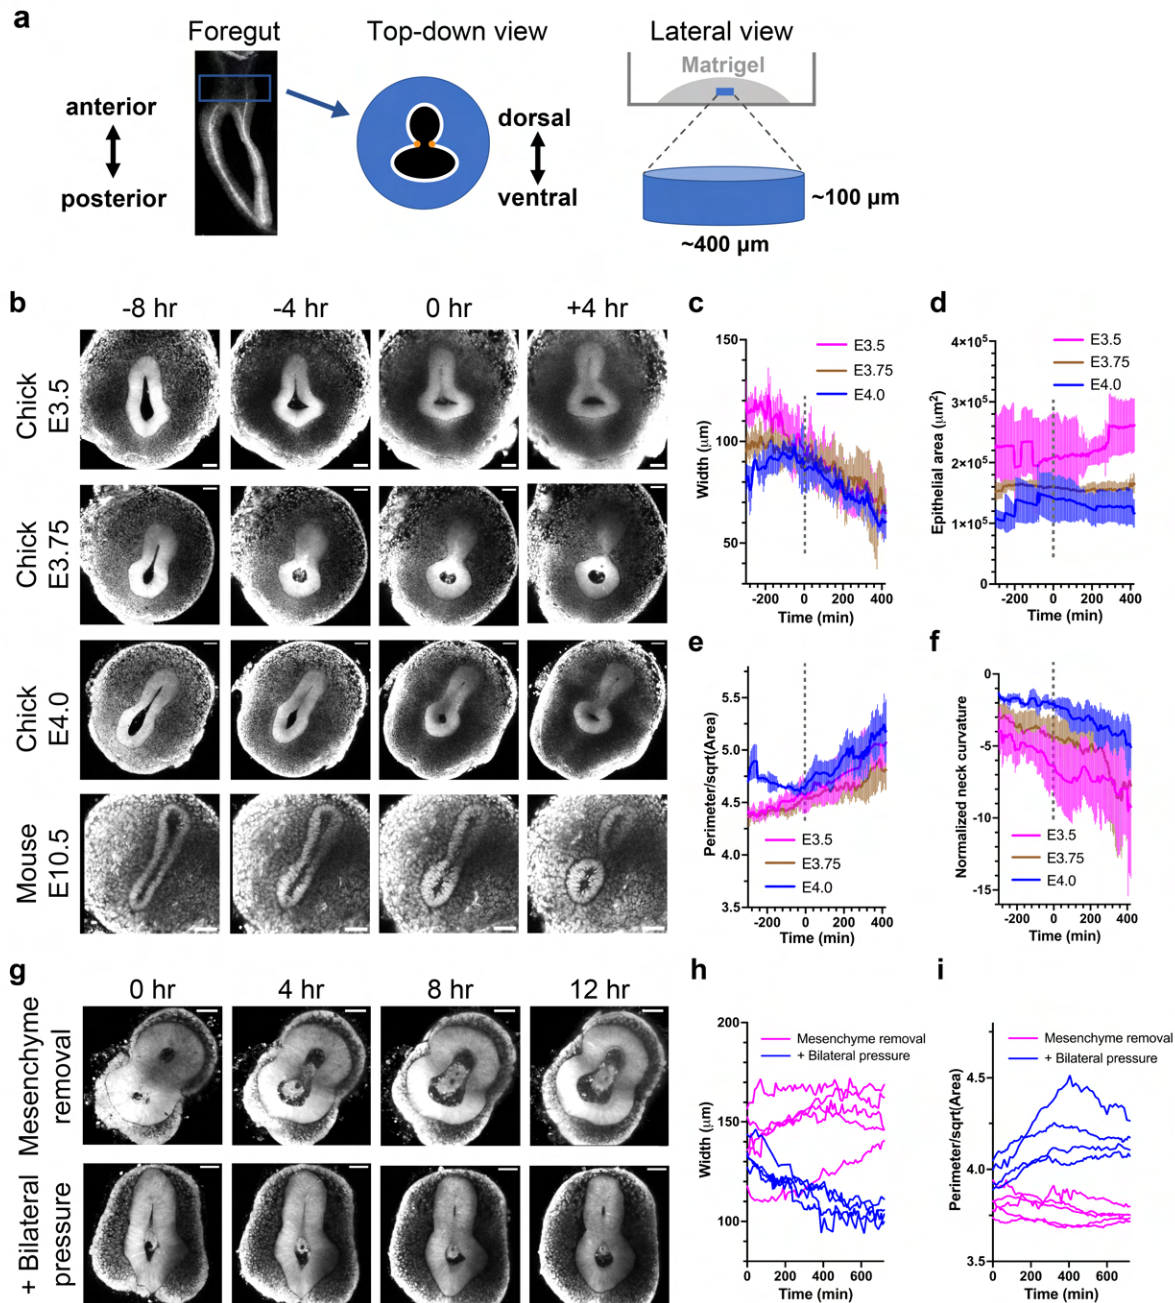 a
Foregut
Top-down view
Lateral view
Matrigel
anterior
posterior
dorsal
ventral
~100 µm
~400 µm
b
-8 hr
-4 hr
0 hr
+4 hr
Chick
E3.5
Chick
E3.75
Chick
E4.0
Mouse
E10.5
c
150
100
50
Width (µm)
E3.5
E3.75
E4.0
-200 0 200 400
Time (min)
d
4×10⁵
3×10⁵
2×10⁵
1×10⁵
0
Epithelial area (µm²)
E3.5
E3.75
E4.0
-200 0 200 400
Time (min)
e
5.5
5.0
4.5
4.0
3.5
Perimeter/sqrt(Area)
E3.5
E3.75
E4.0
-200 0 200 400
Time (min)
f
0
-5
-10
-15
Normalized neck curvature
E3.5
E3.75
E4.0
-200 0 200 400
Time (min)
g
0 hr
4 hr
8 hr
12 hr
Mesenchyme
removal
+ Bilateral
pressure
h
200
150
100
Width (µm)
Mesenchyme removal
+ Bilateral pressure
0 200 400 600
Time (min)
i
4.5
4.0
3.5
Perimeter/sqrt(Area)
Mesenchyme removal
+ Bilateral pressure
0 200 400 600
Time (min)